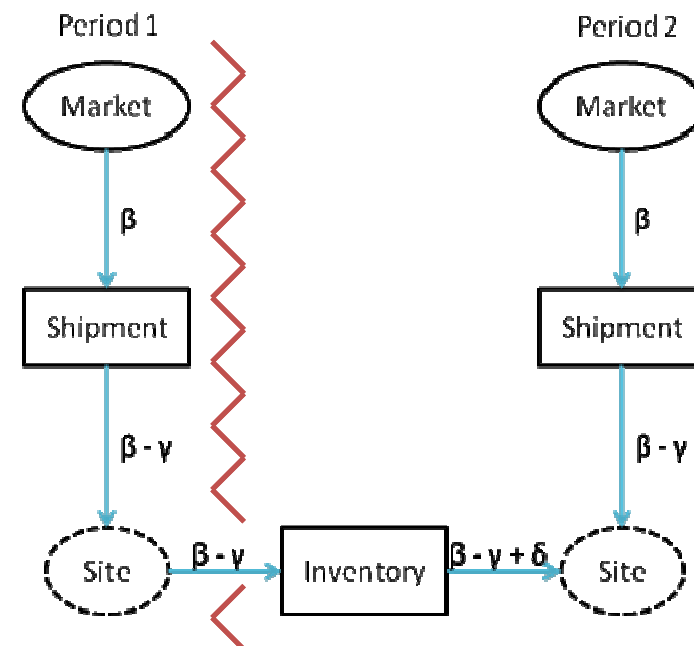 Period 1
Period 2
Market
Market
β
β
Shipment
Shipment
β - γ
β - γ
Site
β - γ
Inventory
β - γ + δ
Site